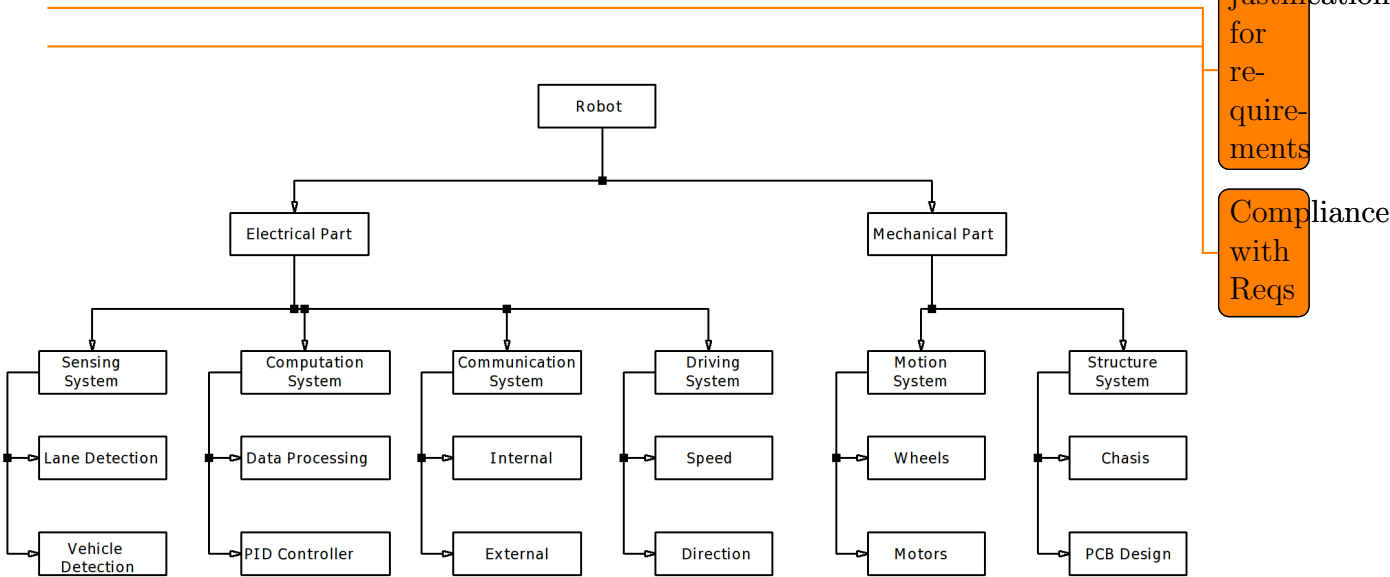 justification
for
re-
quire-
ments
Compliance
with
Reqs
Robot
Electrical Part
Mechanical Part
Sensing
System
Computation
System
Communication
System
Driving
System
Motion
System
Structure
System
Lane Detection
Data Processing
Internal
Speed
Wheels
Chasis
Vehicle
Detection
PID Controller
External
Direction
Motors
PCB Design